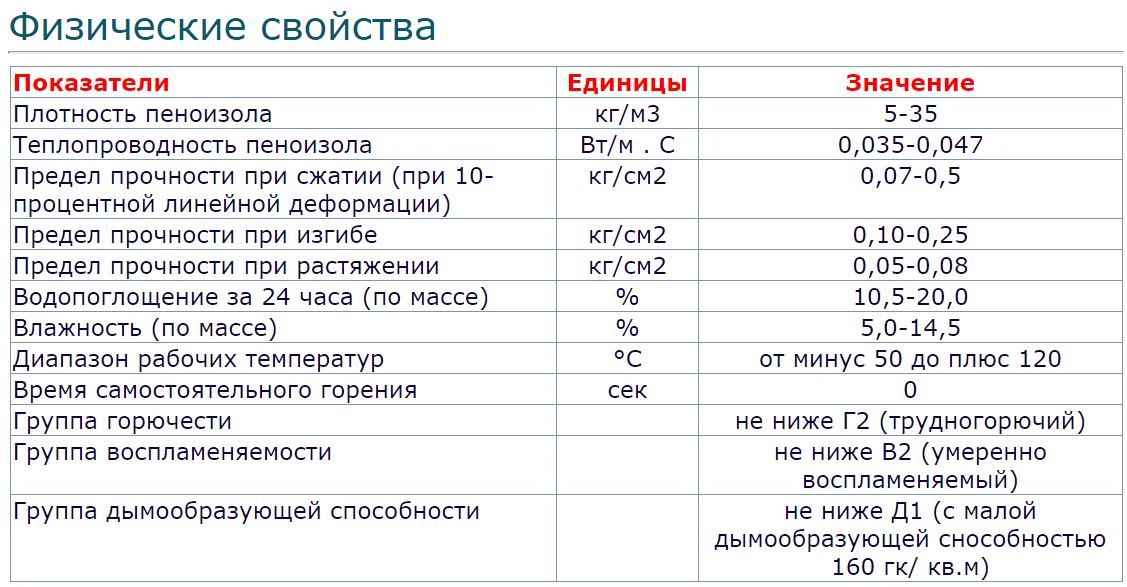 Физические свойства
Показатели Единицы Значение
Плотность пеноизола кг/м3 5-35
Теплопроводность пеноизола Вт/м . С 0,035-0,047
Предел прочности при сжатии (при 10- кг/см2 0,07-0,5
процентной линейной деформации)
Предел прочности при изгибе кг/см2 0,10-0,25
Предел прочности при растяжении кг/см2 0,05-0,08
Водопоглощение за 24 часа (по массе) % 10,5-20,0
Влажность (по массе) % 5,0-14,5
Диапазон рабочих температур °С от минус 50 до плюс 120
Время самостоятельного горения сек 0
Группа горючести не ниже Г2 (трудногорючий)
Группа воспламеняемости не ниже В2 (умеренно
воспламеняемый)
Группа дымообразующей способности не ниже Д1 (с малой
дымообразующей сноsобностью
160 гк/ кв.м)